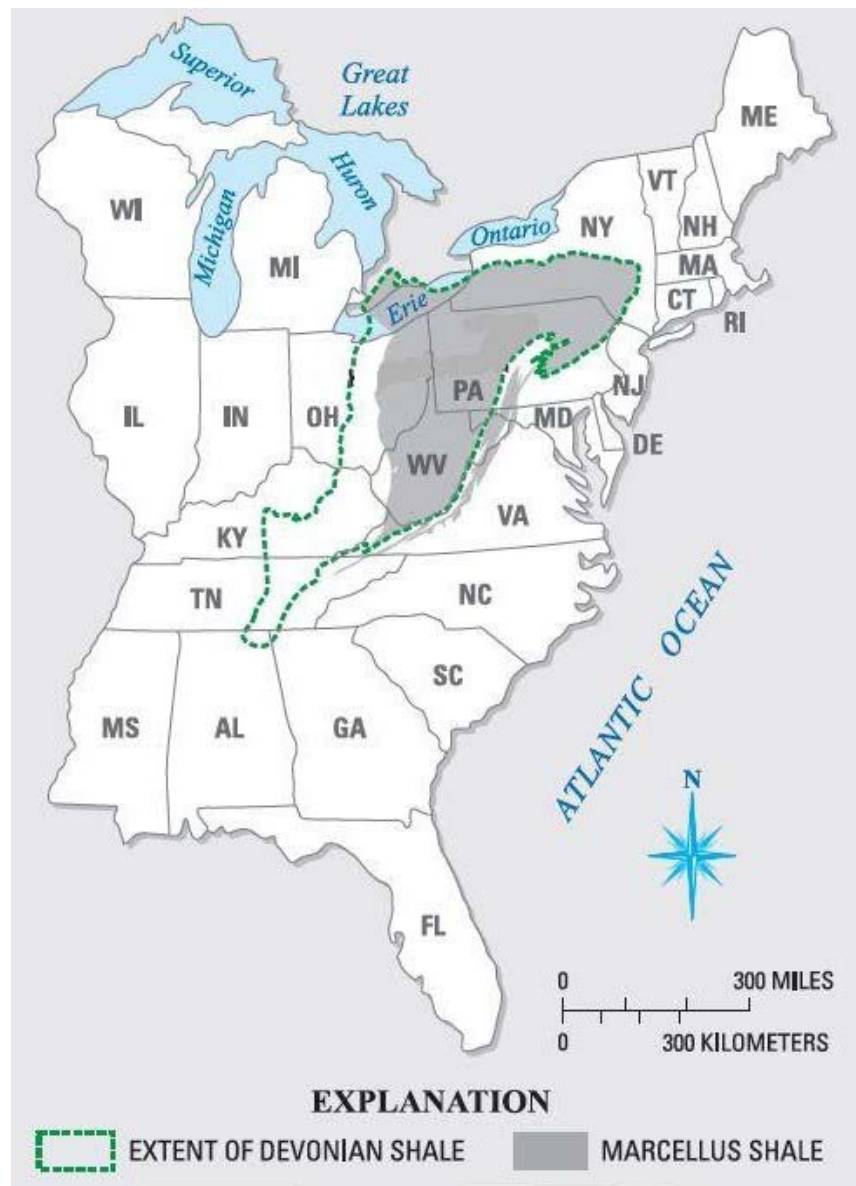 Superior
Great
Lakes
ME
Huron
VT
WI
Michigan
Ontario
NY
NH
MI
MA
CT
Erie
RI
PA
NJ
IL
IN
OH
MD
DE
WV
KY
VA
TN
NC
SC
ATLANTIC OCEAN
MS
AL
GA
N
FL
0 300 MILES
0 300 KILOMETERS
EXPLANATION
EXTENT OF DEVONIAN SHALE
MARCELLUS SHALE